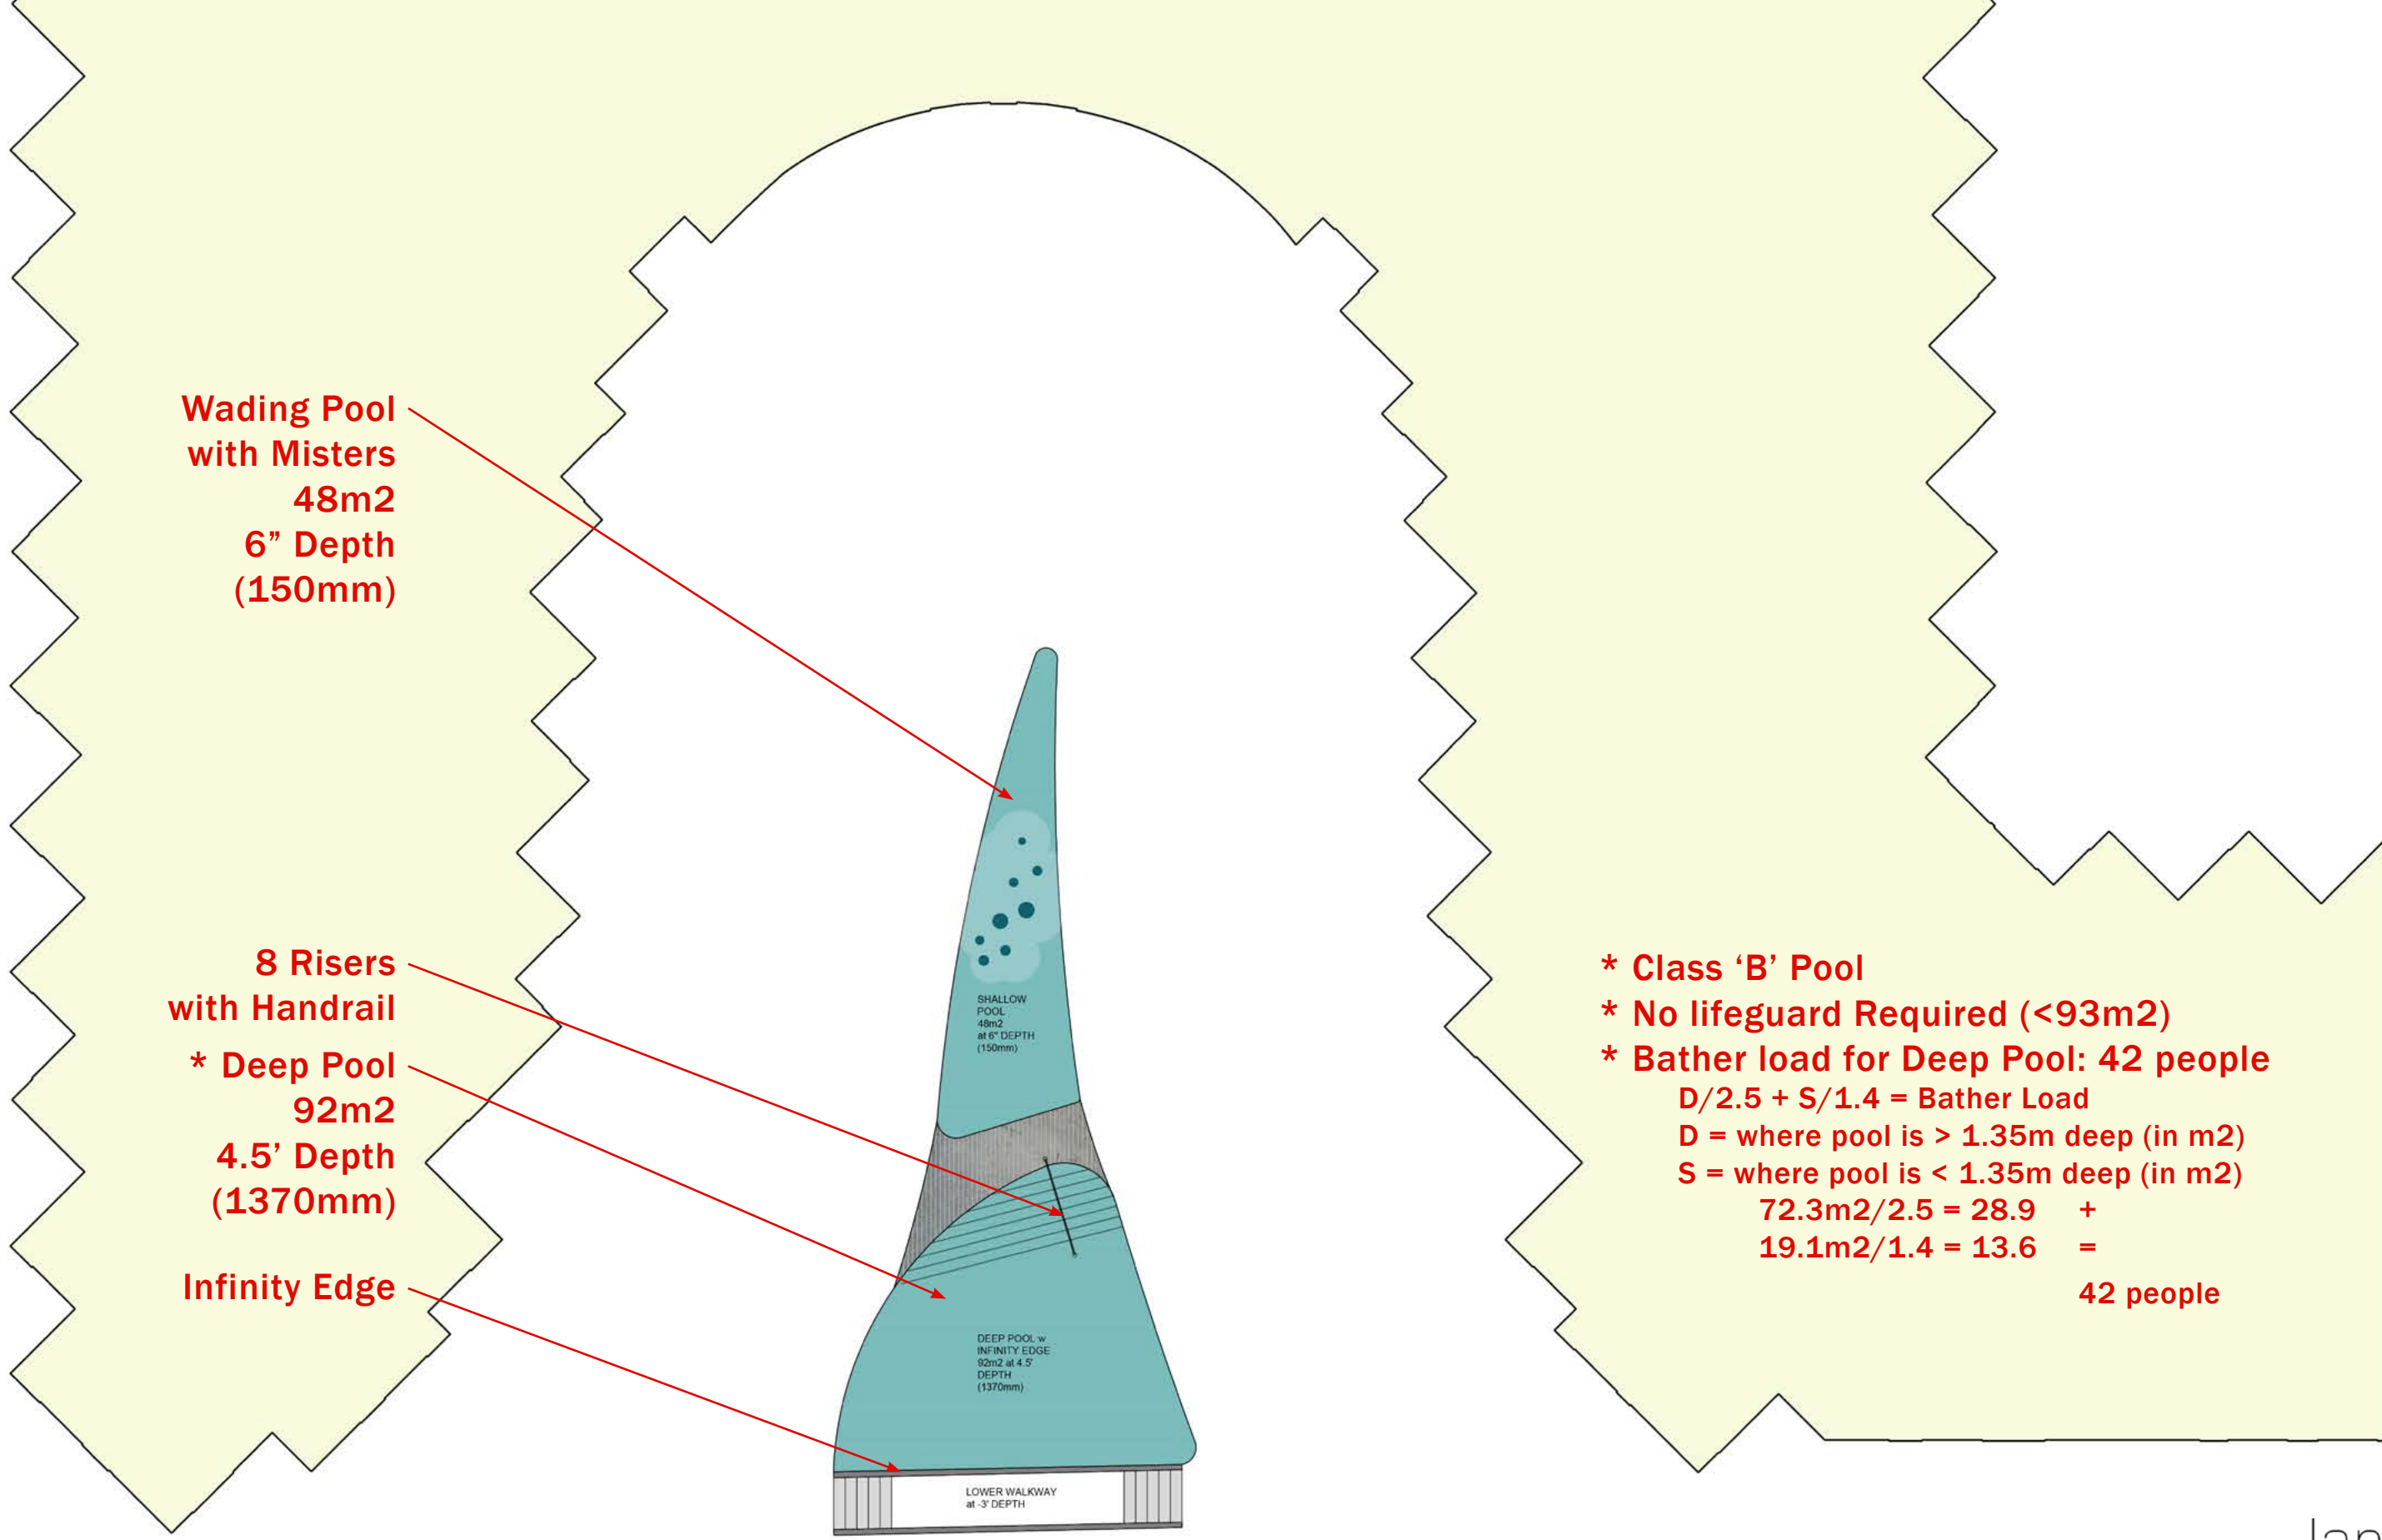 Wading Pool
with Misters
48m2
6” Depth
(150mm)
8 Risers
with Handrail
* Deep Pool
92m2
4.5’ Depth
(1370mm)
Infinity Edge
SHALLOW
POOL
48m2
at 6" DEPTH
(150mm)
DEEP POOL w
INFINITY EDGE
92m2 at 4.5'
DEPTH
(1370mm)
LOWER WALKWAY
at -3' DEPTH
* Class ‘B’ Pool
* No lifeguard Required (<93m2)
* Bather load for Deep Pool: 42 people
D/2.5 + S/1.4 = Bather Load
D = where pool is > 1.35m deep (in m2)
S = where pool is < 1.35m deep (in m2)
72.3m2/2.5 = 28.9 +
19.1m2/1.4 = 13.6 =
42 people